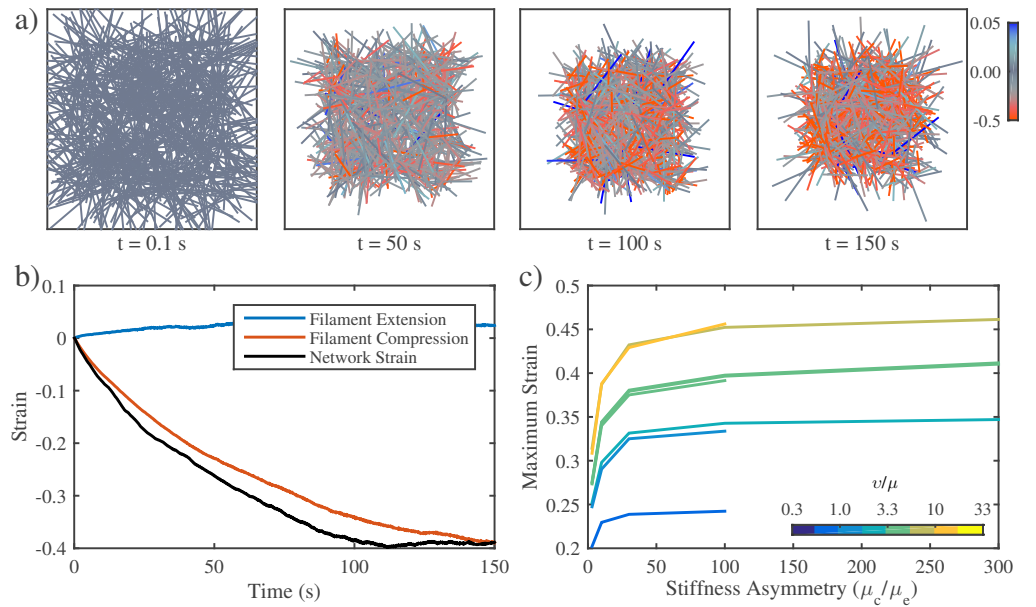 a)
0.05
0.00
-0.5
t = 0.1 s
t = 50 s
t = 100 s
t = 150 s
b)
0.1
0
-0.1
-0.2
-0.3
-0.4
Strain
Filament Extension
Filament Compression
Network Strain
0
50
100
150
Time (s)
c)
0.5
0.45
0.4
0.35
0.3
0.25
0.2
Maximum Strain
υ/μ
0.3
1.0
3.3
10
33
0
50
100
150
200
250
300
Stiffness Asymmetry (μc/μe)